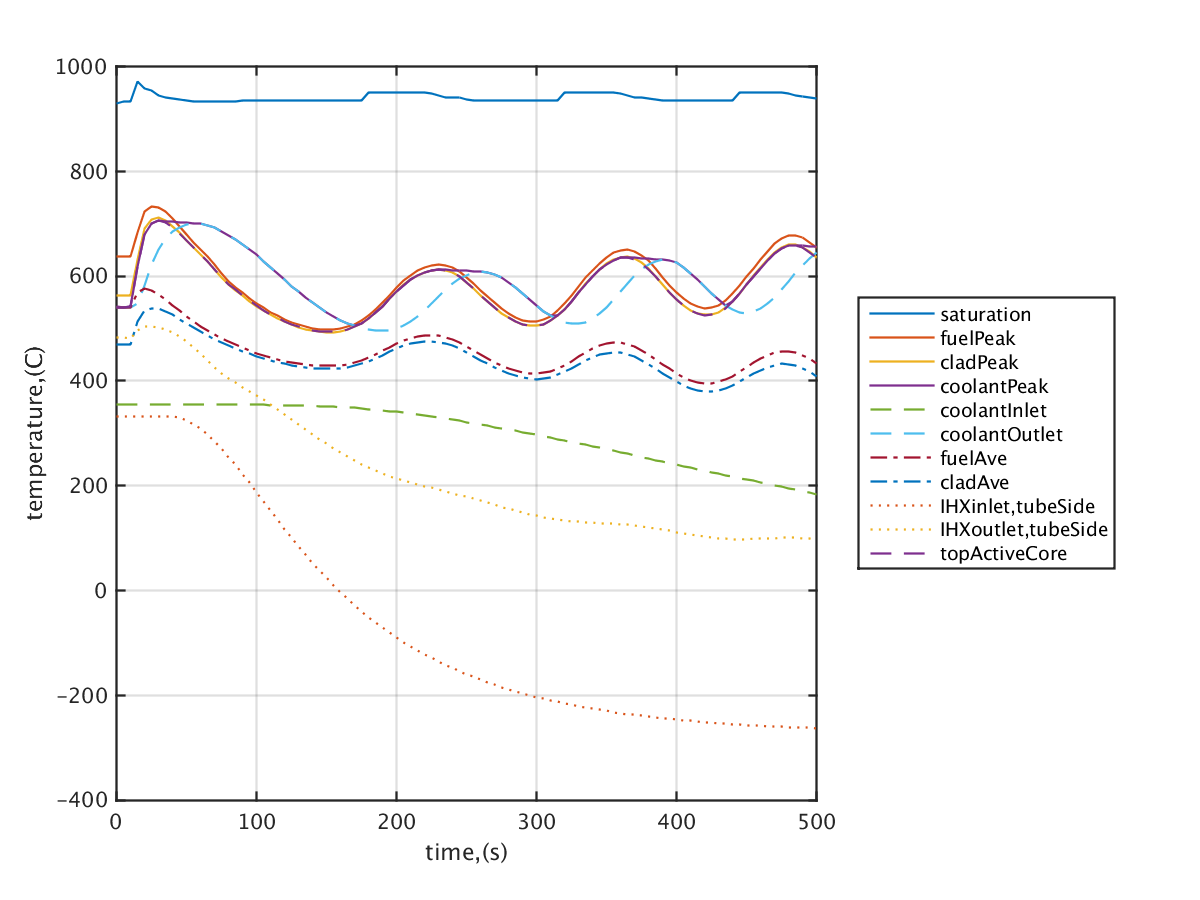 1000
800
600
400
200
0
−200
−400
temperature,(C)
0
100
200
300
400
500
time,(s)
saturation
fuelPeak
cladPeak
coolantPeak
coolantInlet
coolantOutlet
fuelAve
cladAve
IHXinlet,tubeSide
IHXoutlet,tubeSide
topActiveCore